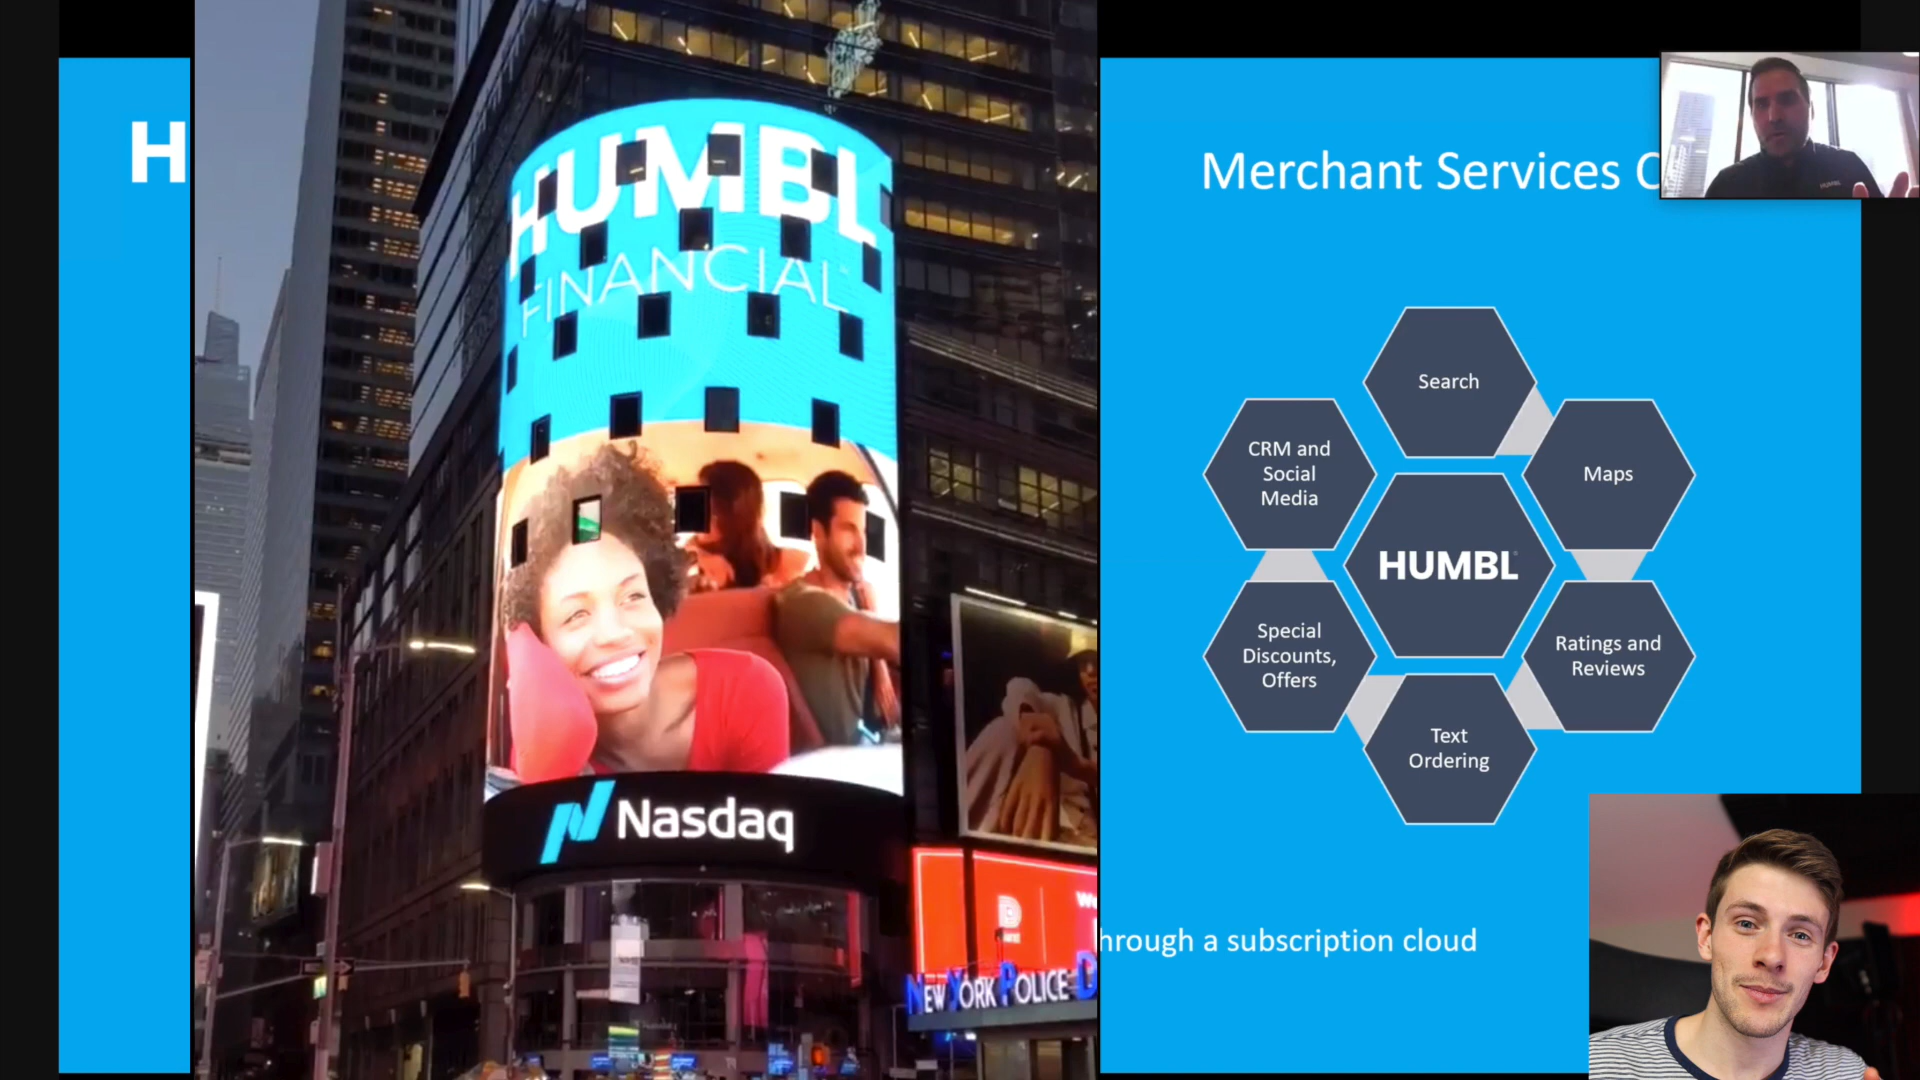 H
HUMBL
FINANCIAL
Nasdaq
NEW YORK POLICE D
Merchant Services C
Search
CRM and
Social
Media
Maps
HUMBL
Special
Discounts,
Offers
Ratings and
Reviews
Text
Ordering
hrough a subscription cloud